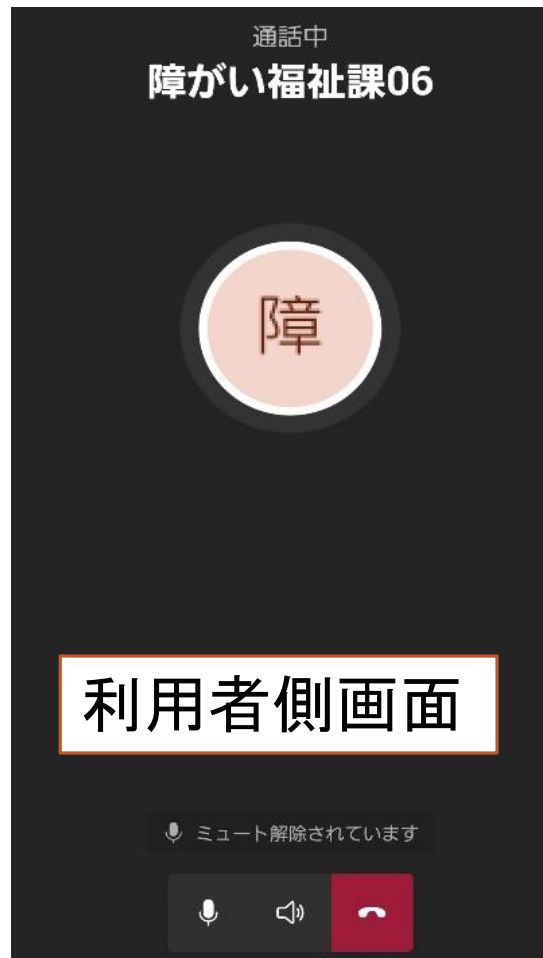 通話中
障がい福祉課06
障
利用者側画面
ミュート解除されています